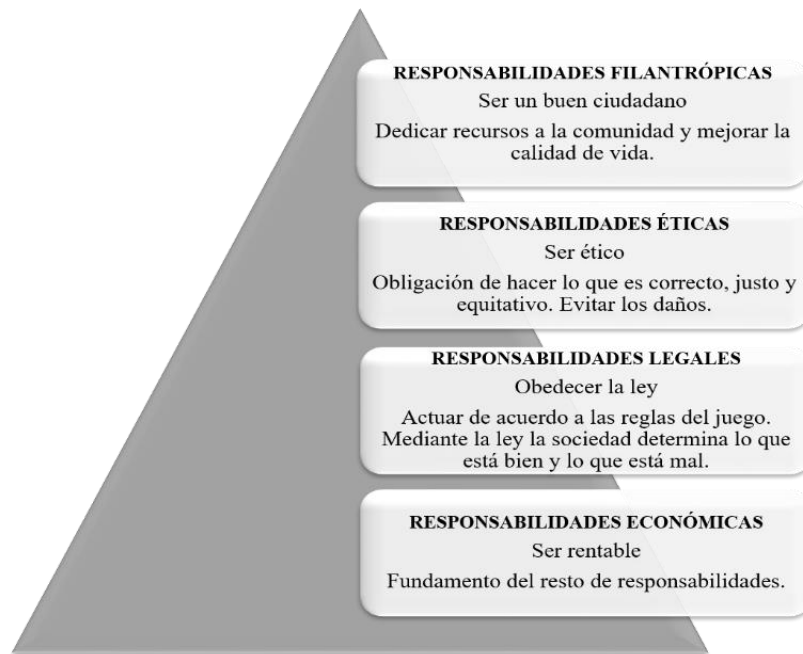 RESPONSABILIDADES FILANTRÓPICAS
Ser un buen ciudadano
Dedicar recursos a la comunidad y mejorar la
calidad de vida.
RESPONSABILIDADES ÉTICAS
Ser ético
Obligación de hacer lo que es correcto, justo y
equitativo. Evitar los daños.
RESPONSABILIDADES LEGALES
Obedecer la ley
Actuar de acuerdo a las reglas del juego.
Mediante la ley la sociedad determina lo que
está bien y lo que está mal.
RESPONSABILIDADES ECONÓMICAS
Ser rentable
Fundamento del resto de responsabilidades.